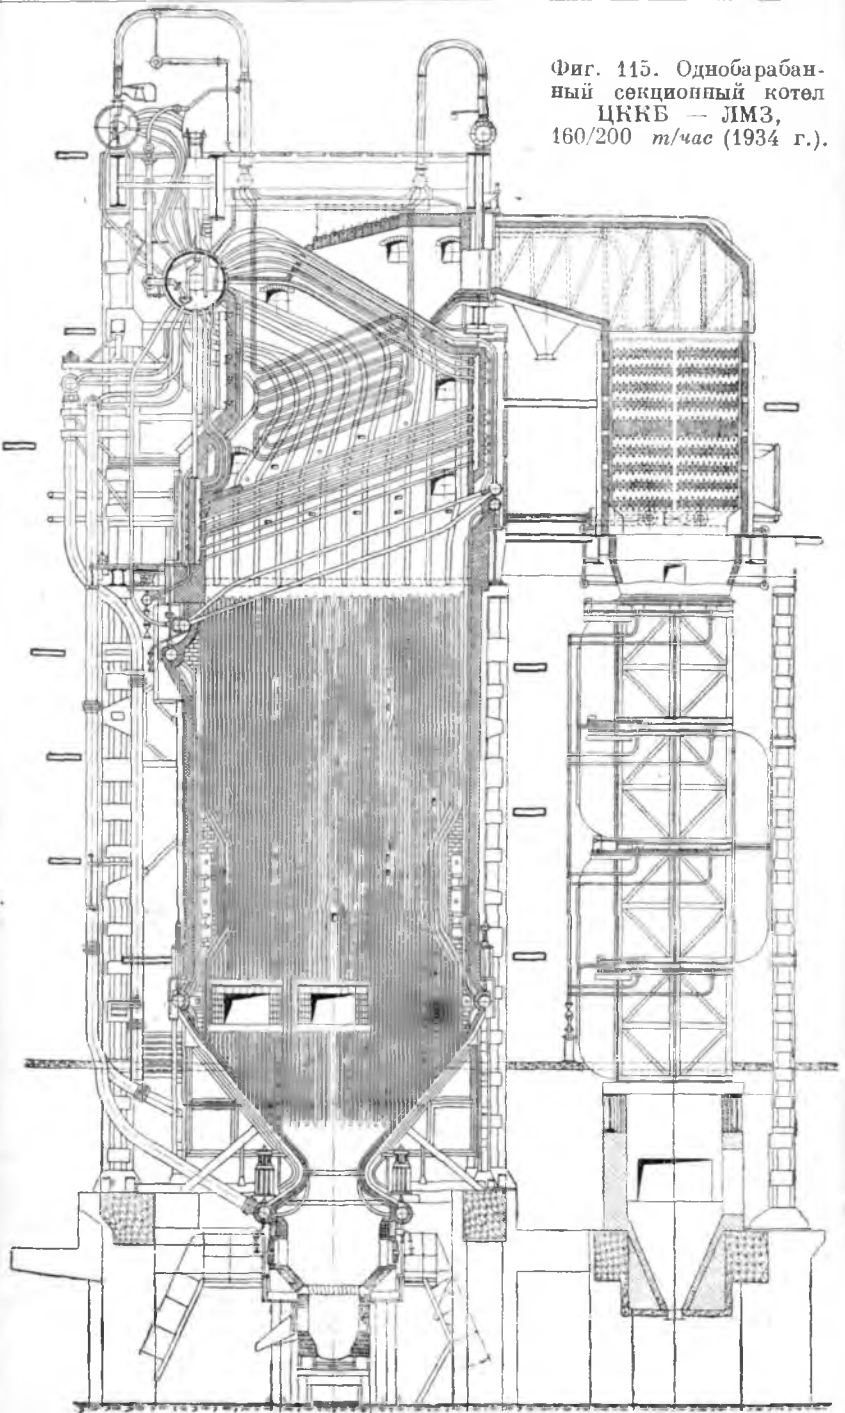 Фиг. 115. Однобарабан-
ный секционный котел
ЦККБ — ЛМЗ,
160/200 т/час (1934 г.).